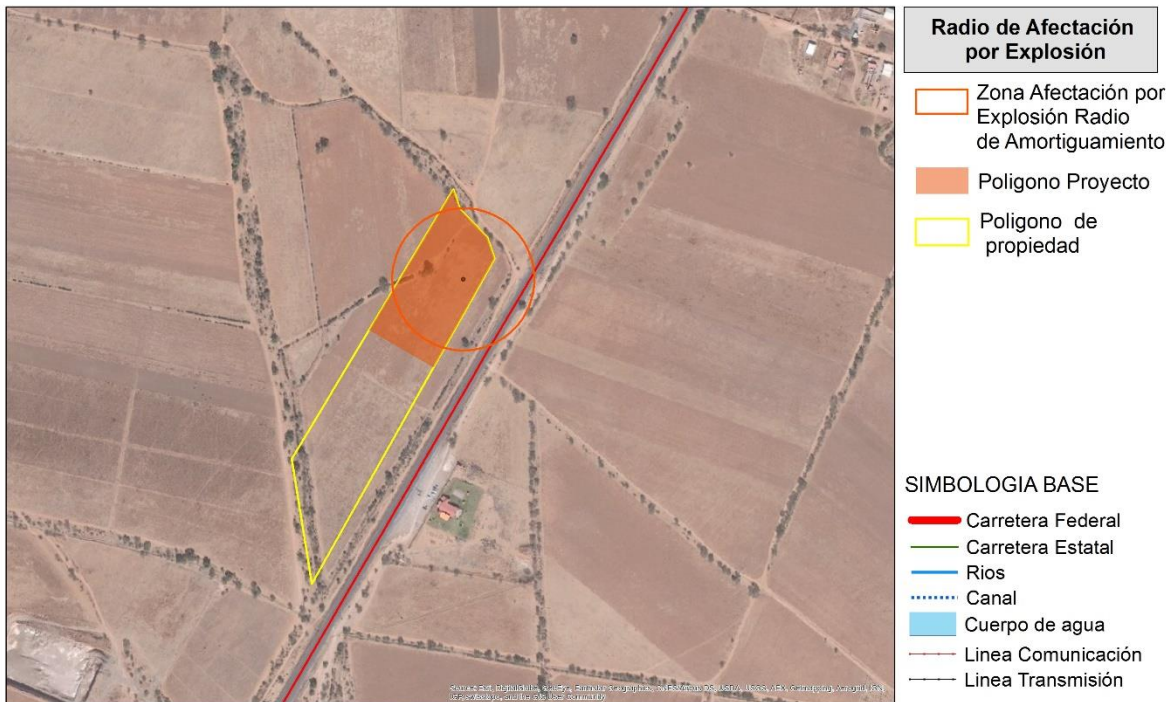 Radio de Afectación
por Explosión
Zona Afectación por
Explosión Radio
de Amortiguamiento
Poligono Proyecto
Poligono de
propiedad
SIMBOLOGIA BASE
Carretera Federal
Carretera Estatal
Rios
Canal
Cuerpo de agua
Linea Comunicación
Linea Transmisión